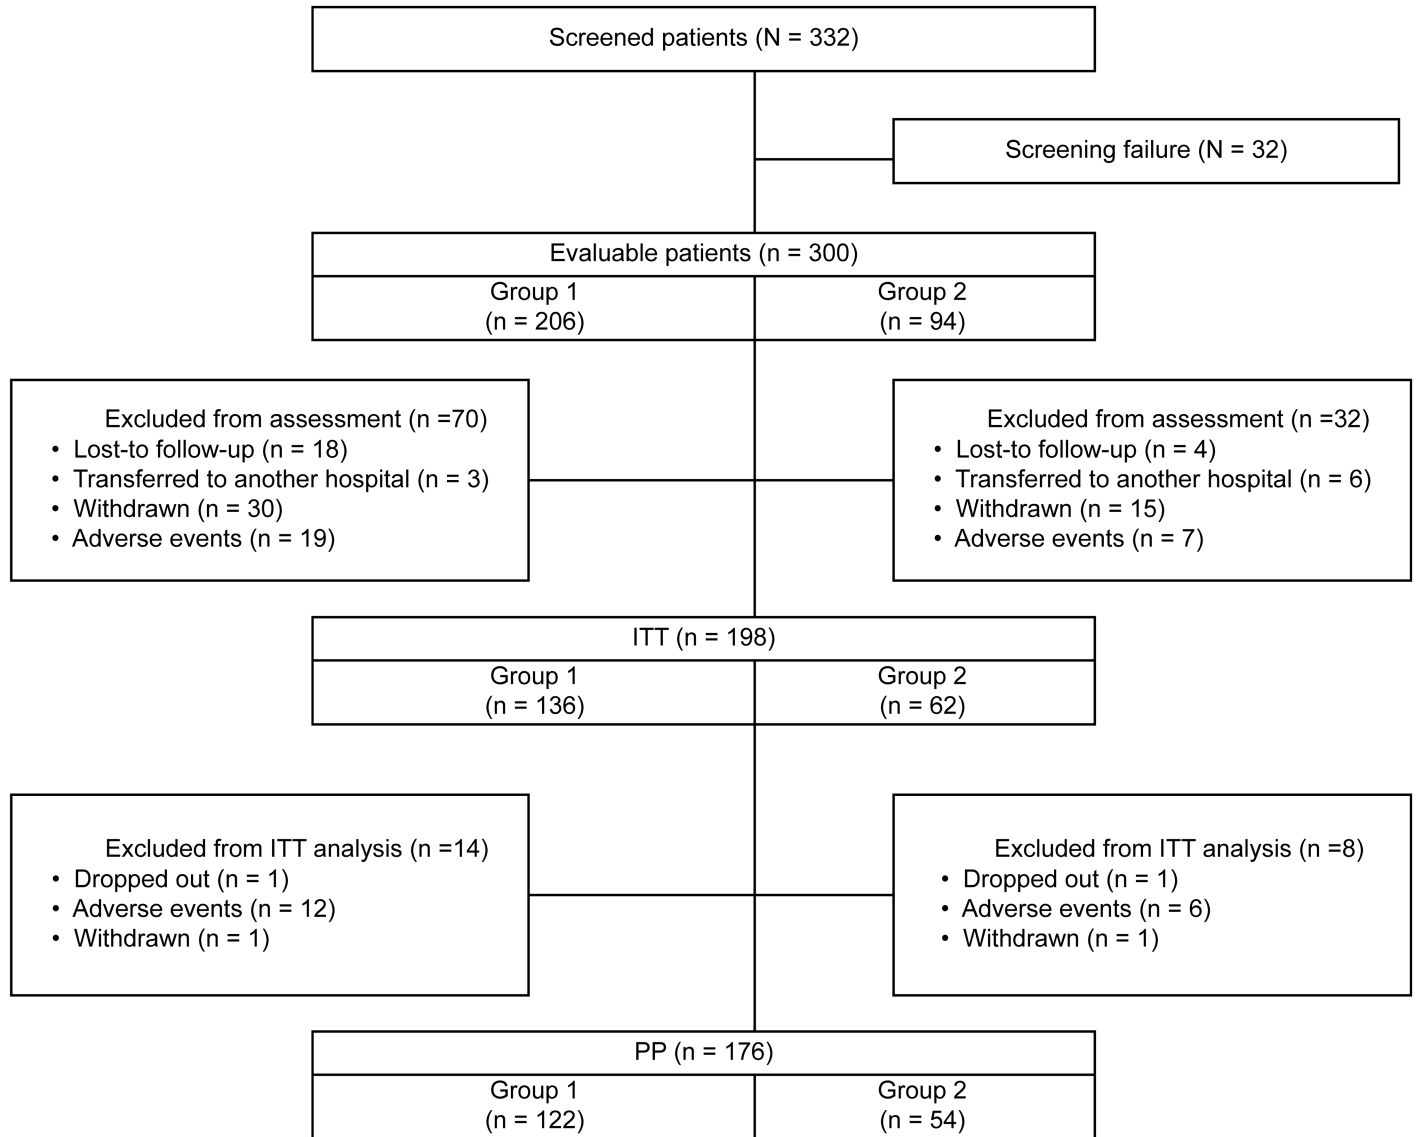 Screened patients (N = 332)
Screening failure (N = 32)
Evaluable patients (n = 300)
Group 1
(n = 206)
Group 2
(n = 94)
Excluded from assessment (n =70)
• Lost-to follow-up (n = 18)
• Transferred to another hospital (n = 3)
• Withdrawn (n = 30)
• Adverse events (n = 19)
Excluded from assessment (n =32)
• Lost-to follow-up (n = 4)
• Transferred to another hospital (n = 6)
• Withdrawn (n = 15)
• Adverse events (n = 7)
ITT (n = 198)
Group 1
(n = 136)
Group 2
(n = 62)
Excluded from ITT analysis (n =14)
• Dropped out (n = 1)
• Adverse events (n = 12)
• Withdrawn (n = 1)
Excluded from ITT analysis (n =8)
• Dropped out (n = 1)
• Adverse events (n = 6)
• Withdrawn (n = 1)
PP (n = 176)
Group 1
(n = 122)
Group 2
(n = 54)